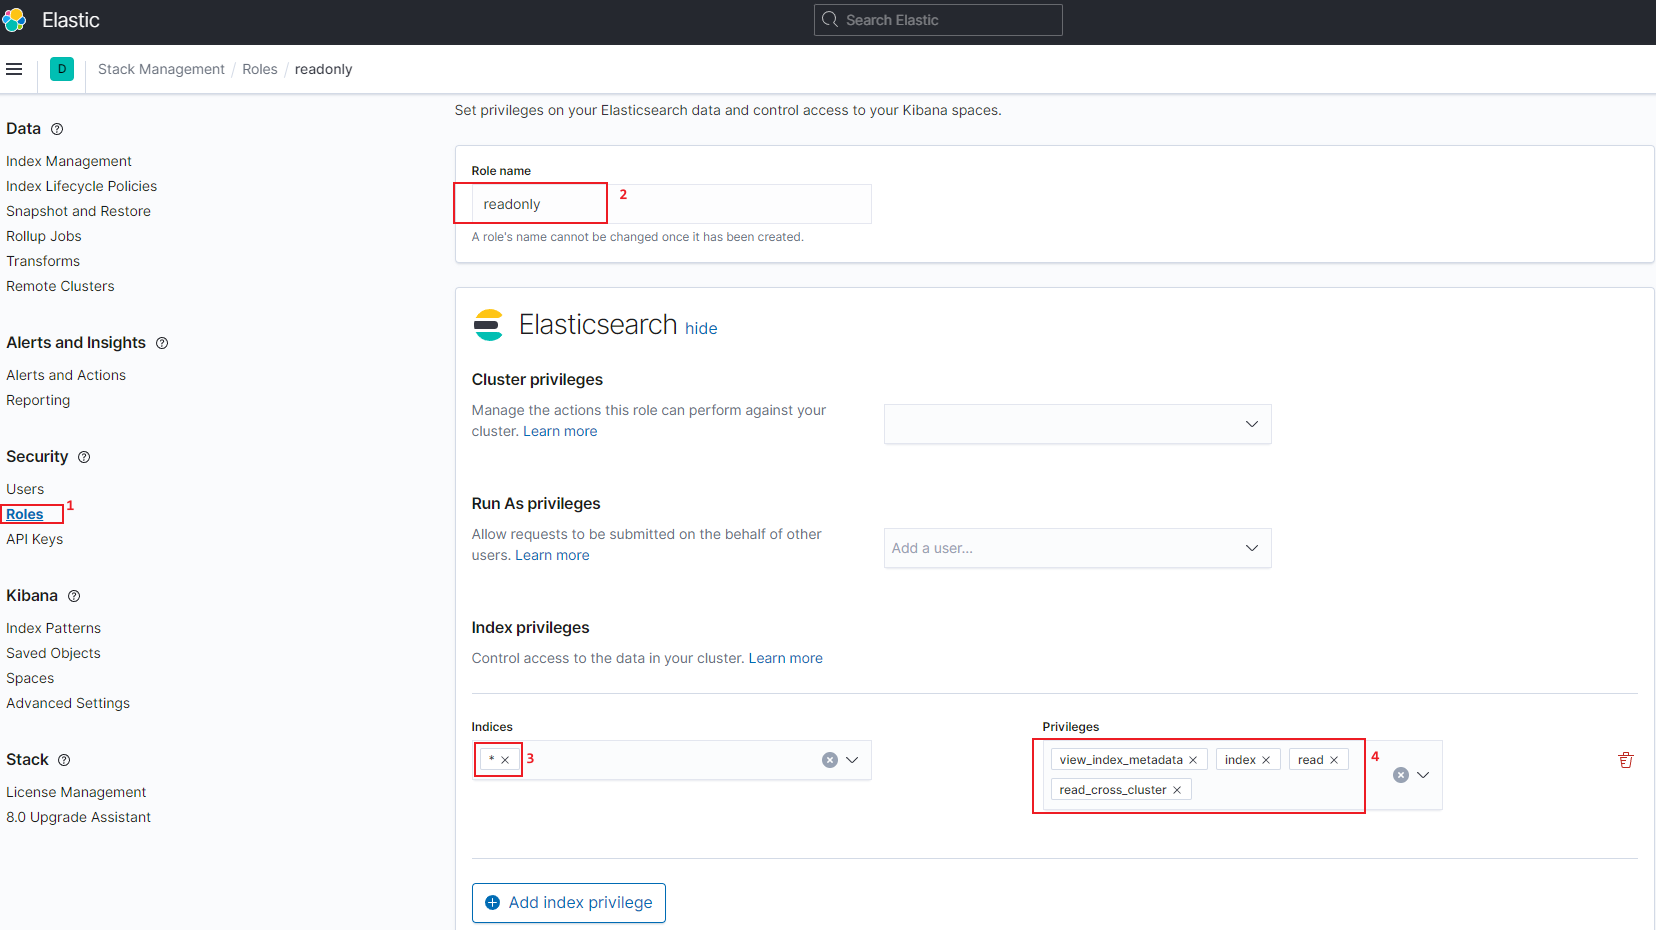 Elastic
Search Elastic
D
Stack Management / Roles / readonly
Set privileges on your Elasticsearch data and control access to your Kibana spaces.
Data
Index Management
Index Lifecycle Policies
Snapshot and Restore
Rollup Jobs
Transforms
Remote Clusters
Alerts and Insights
Alerts and Actions
Reporting
Security
Users
Roles 1
API Keys
Kibana
Index Patterns
Saved Objects
Spaces
Advanced Settings
Stack
License Management
8.0 Upgrade Assistant
Role name
readonly 2
A role's name cannot be changed once it has been created.
Elasticsearch hide
Cluster privileges
Manage the actions this role can perform against your
cluster. Learn more
Run As privileges
Allow requests to be submitted on the behalf of other
users. Learn more
Add a user...
Index privileges
Control access to the data in your cluster. Learn more
Indices
* × 3
Privileges
view_index_metadata × index × read × 4
read_cross_cluster ×
Add index privilege